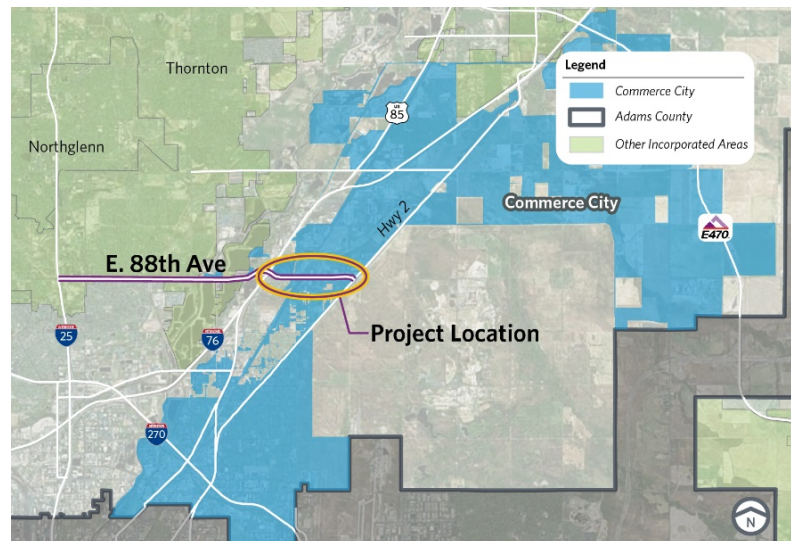 Thornton
Northglenn
US
85
Legend
Commerce City
Adams County
Other Incorporated Areas
Hwy 2
Commerce City
E470
E. 88th Ave
Project Location
25
76
270
N